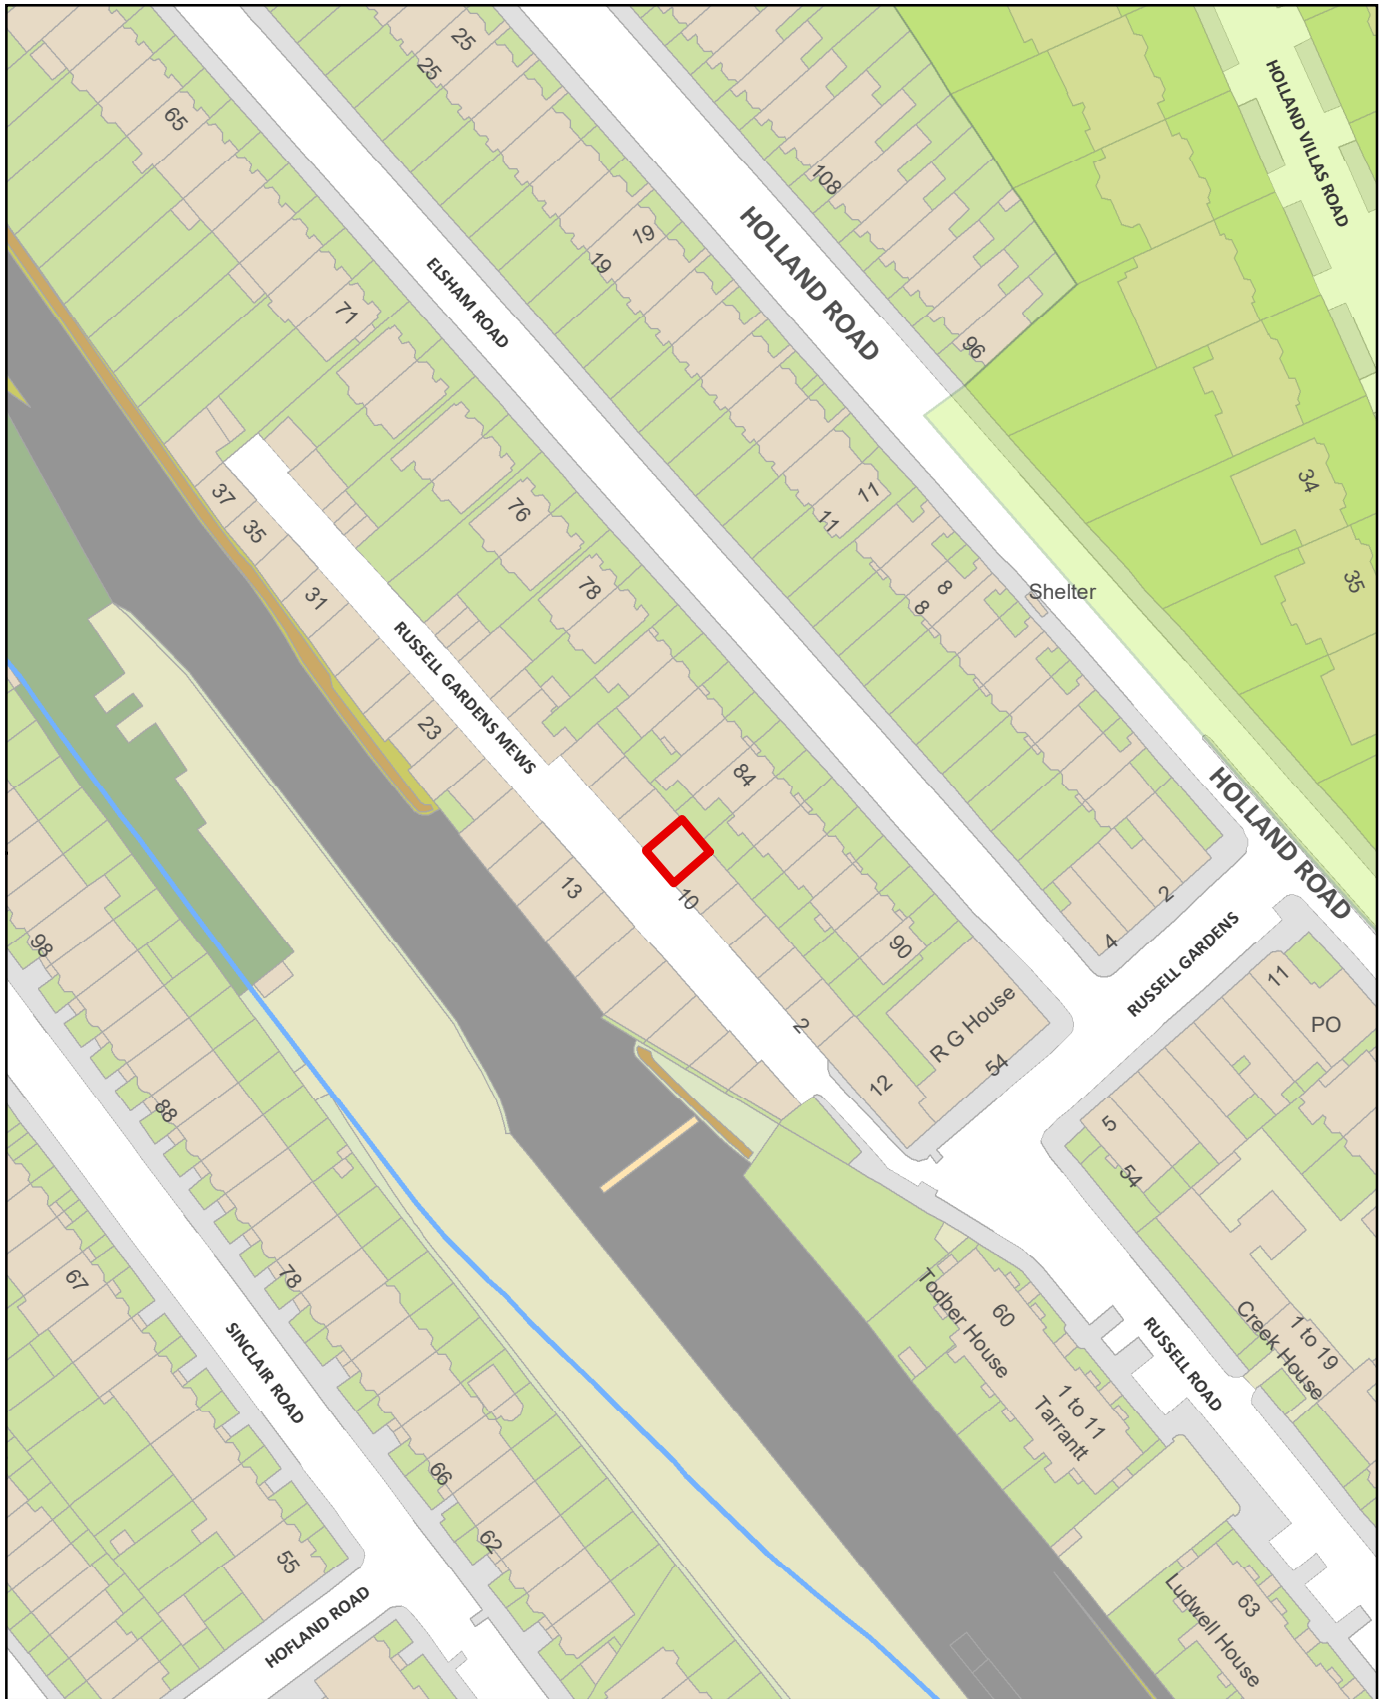 25
25
65
HOLLAND VILLAS ROAD
108
HOLLAND ROAD
19
19
ELSHAM ROAD
71
96
34
11
11
37
76
35
35
Shelter
78
8
8
31
RUSSELL GARDENS MEWS
23
84
HOLLAND ROAD
13
10
2
4
RUSSELL GARDENS
90
98
11
PO
R G House
54
2
12
88
5
54
Todber House
60
67
78
SINCLAIR ROAD
Creek House
1 to 19
RUSSELL ROAD
1 to 11
Tarrantt
66
62
55
HOFLAND ROAD
Ludwell House
63